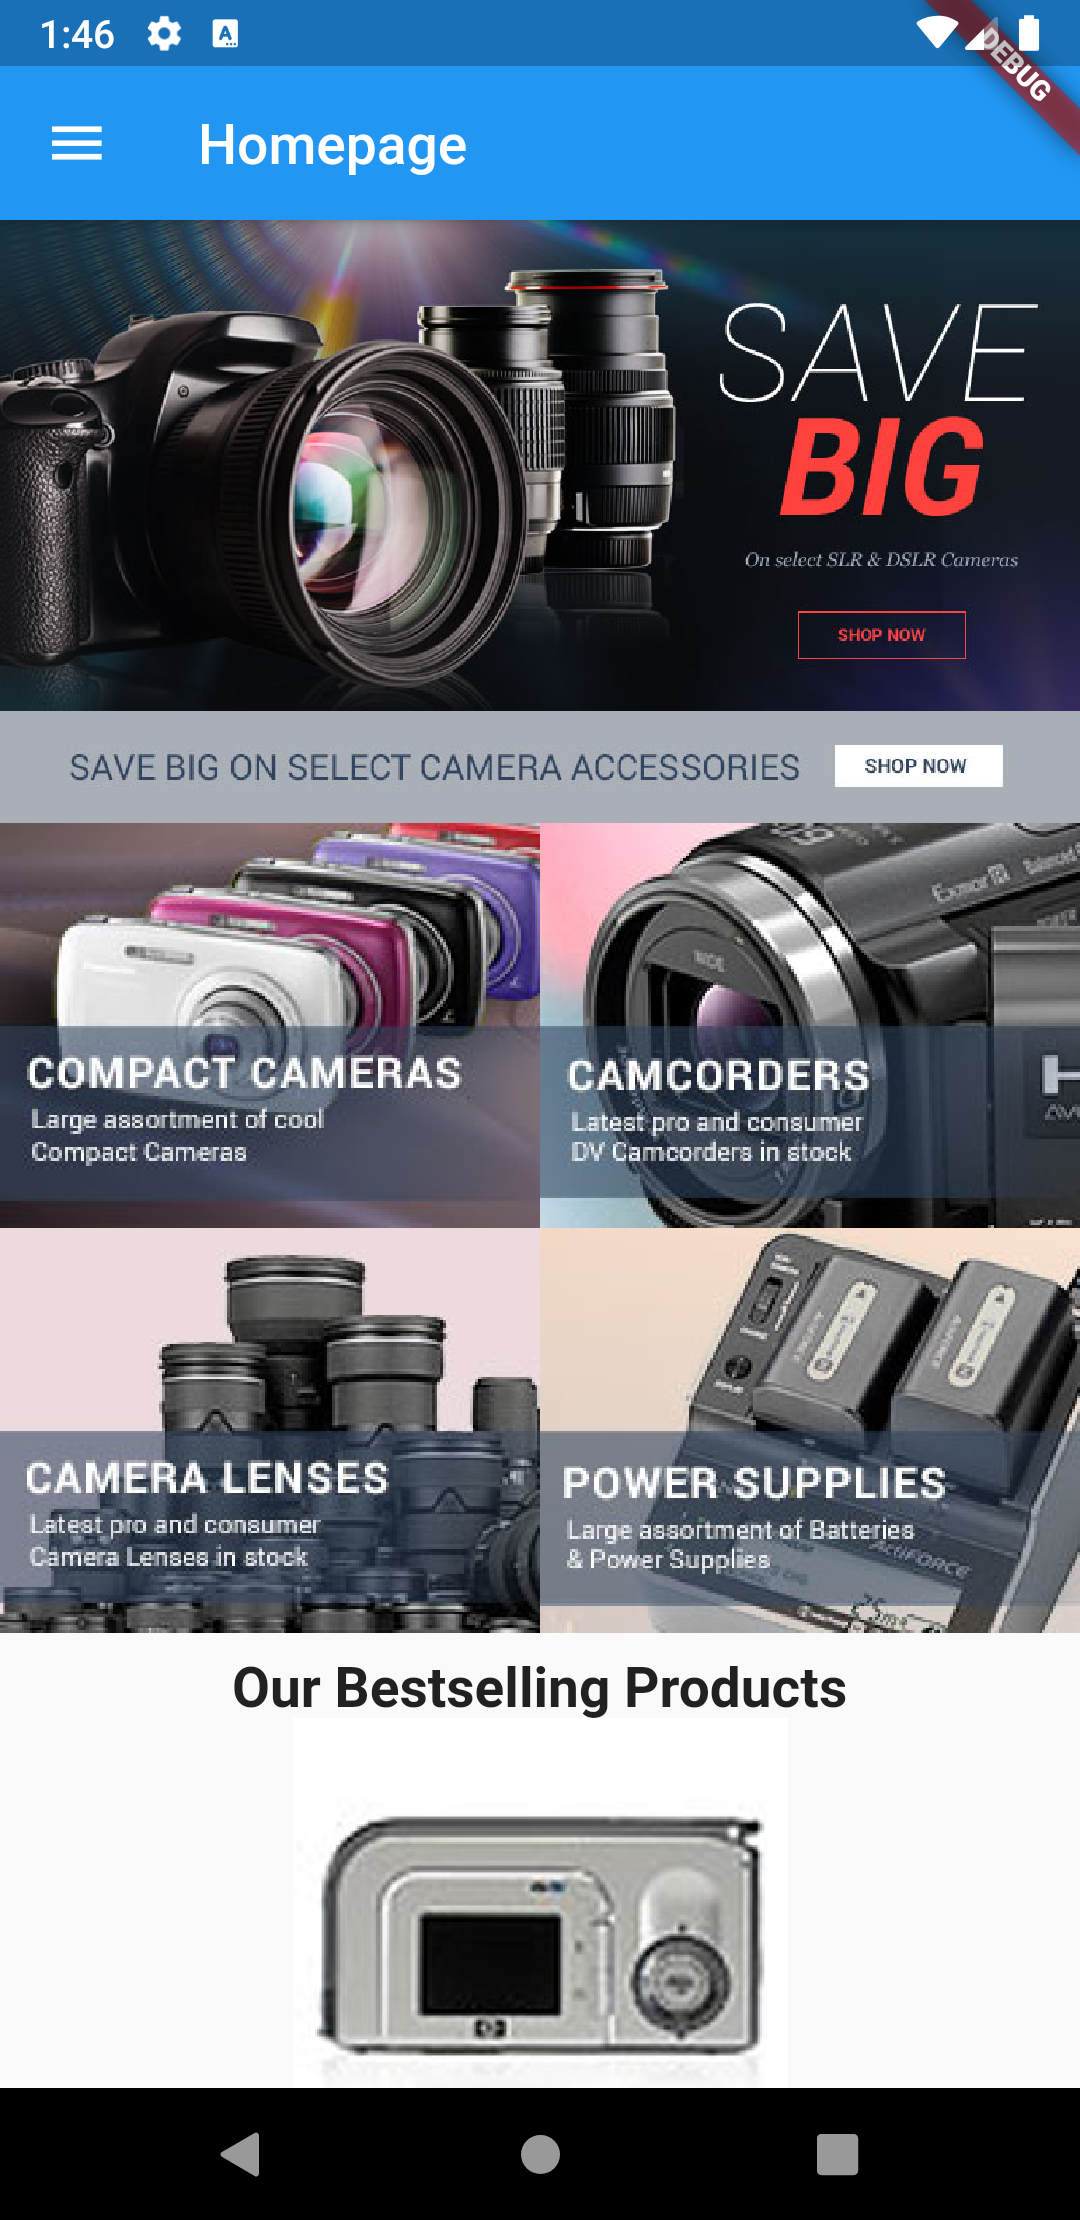 1:46
DEBUG
Homepage
SAVE
BIG
On select SLR & DSLR Cameras
SHOP NOW
SAVE BIG ON SELECT CAMERA ACCESSORIES
SHOP NOW
Exmor R
COMPACT CAMERAS
Large assortment of cool
Compact Cameras
CAMCORDERS
Latest pro and consumer
DV Camcorders in stock
CAMERA LENSES
Latest pro and consumer
Camera Lenses in stock
POWER SUPPLIES
Large assortment of Batteries
& Power Supplies
ActiFORCE
Our Bestselling Products
hp